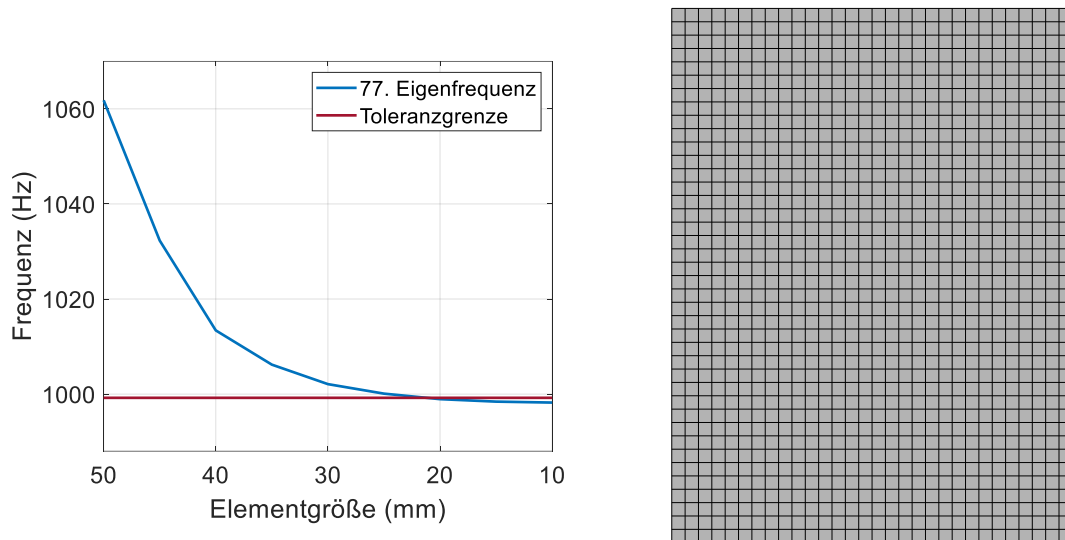 77. Eigenfrequenz
Toleranzgrenze
1060
1040
1020
1000
Frequenz (Hz)
50 40 30 20 10
Elementgröße (mm)